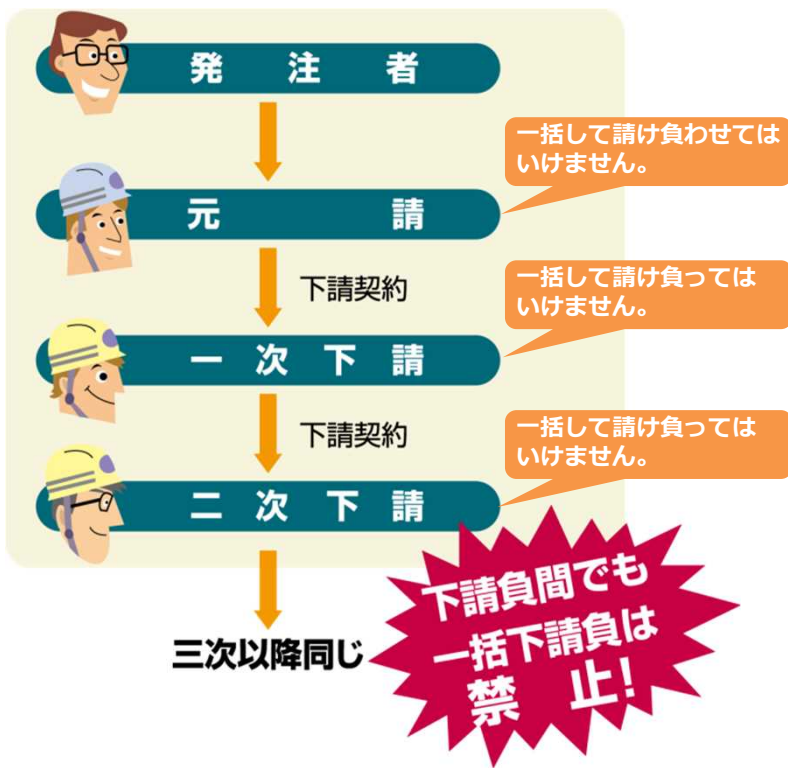 発注者
一括して請け負わせては
いけません。
元請
下請契約
一括して請け負っては
いけません。
一次下請
下請契約
一括して請け負っては
いけません。
二次下請
下請負間でも
一括下請負は
禁止!
三次以降同じ